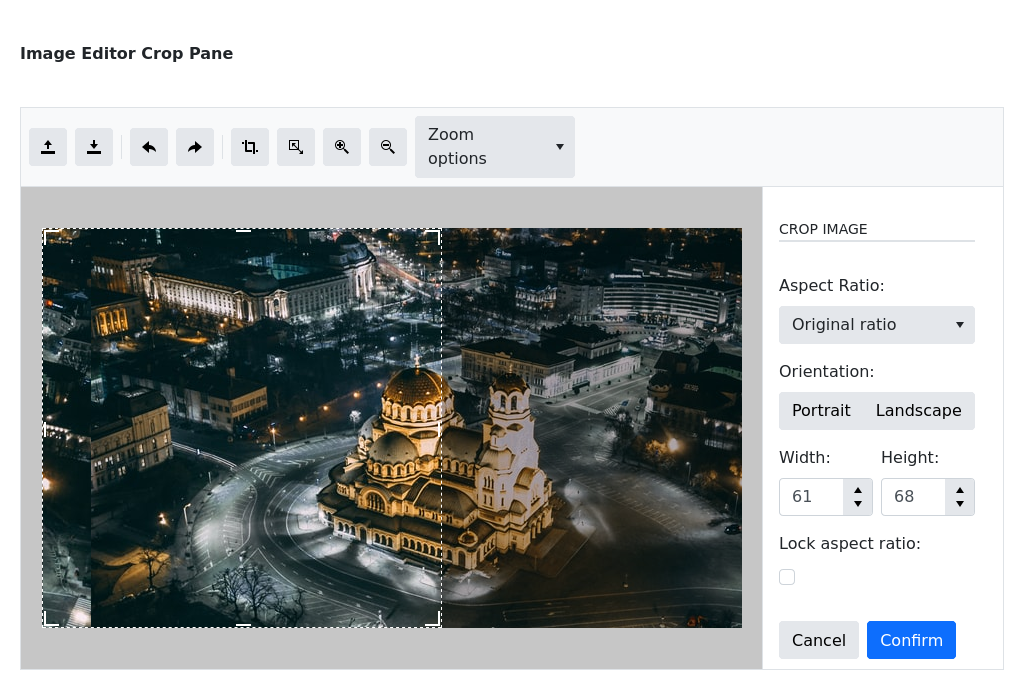 Image Editor Crop Pane
Zoom
options
CROP IMAGE
Aspect Ratio:
Original ratio
Orientation:
Portrait Landscape
Width: Height:
61 68
Lock aspect ratio:
Cancel Confirm